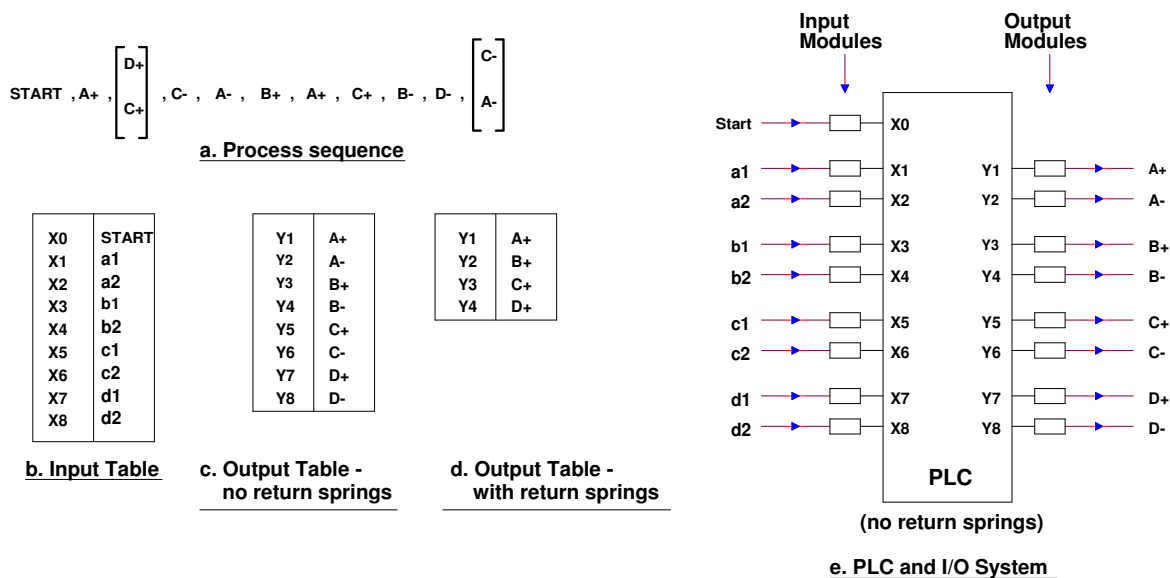 START , A+ , D+ C+ , C- , A- , B+ , A+ , C+ , B- , D- , C- A-
a. Process sequence
X0 START
X1 a1
X2 a2
X3 b1
X4 b2
X5 c1
X6 c2
X7 d1
X8 d2
b. Input Table
Y1 A+
Y2 A-
Y3 B+
Y4 B-
Y5 C+
Y6 C-
Y7 D+
Y8 D-
c. Output Table -
no return springs
Y1 A+
Y2 B+
Y3 C+
Y4 D+
d. Output Table -
with return springs
Input
Modules
Output
Modules
Start X0
a1 X1 Y1 A+
a2 X2 Y2 A-
b1 X3 Y3 B+
b2 X4 Y4 B-
c1 X5 Y5 C+
c2 X6 Y6 C-
d1 X7 Y7 D+
d2 X8 Y8 D-
PLC
(no return springs)
e. PLC and I/O System